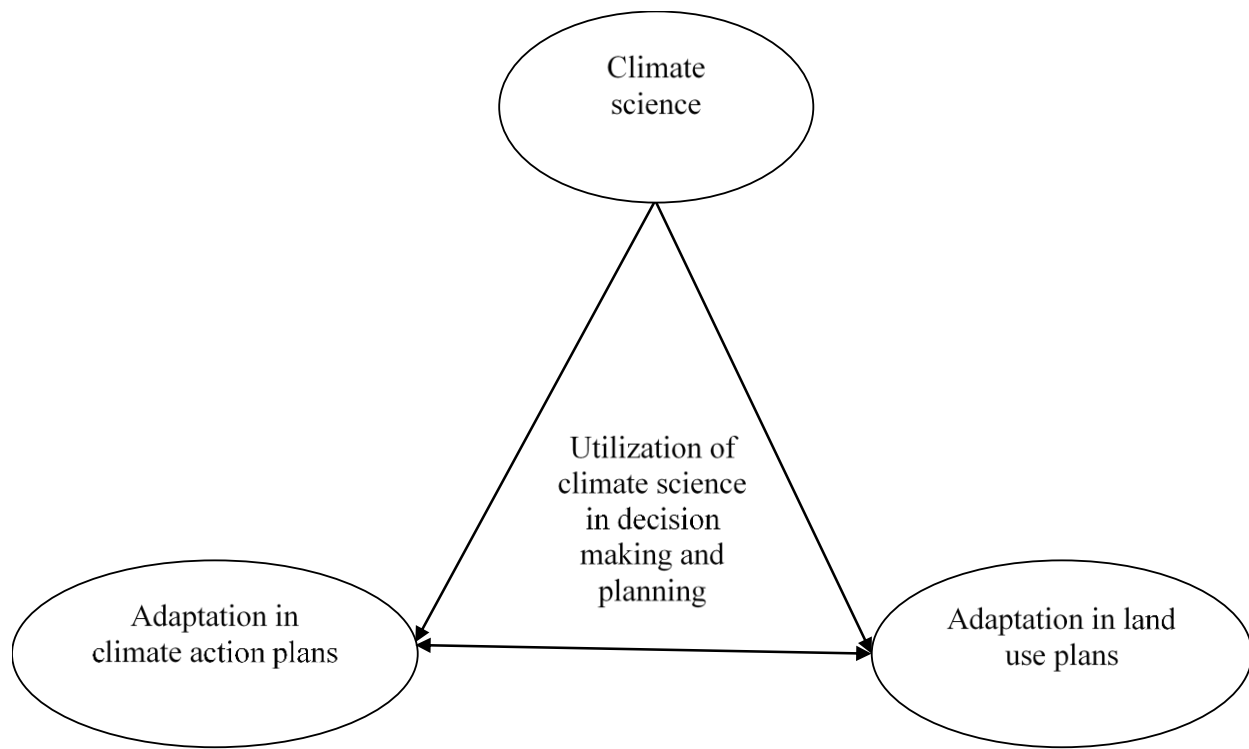 Climate
science
Utilization of
climate science
in decision
making and
planning
Adaptation in
climate action plans
Adaptation in land
use plans